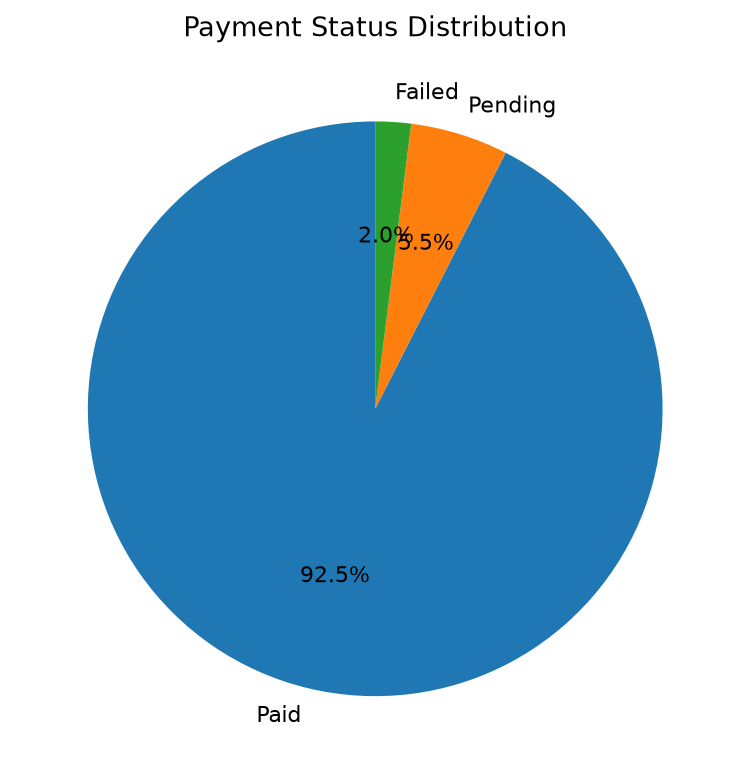 Payment Status Distribution
Failed
Pending
2.0%
5.5%
92.5%
Paid